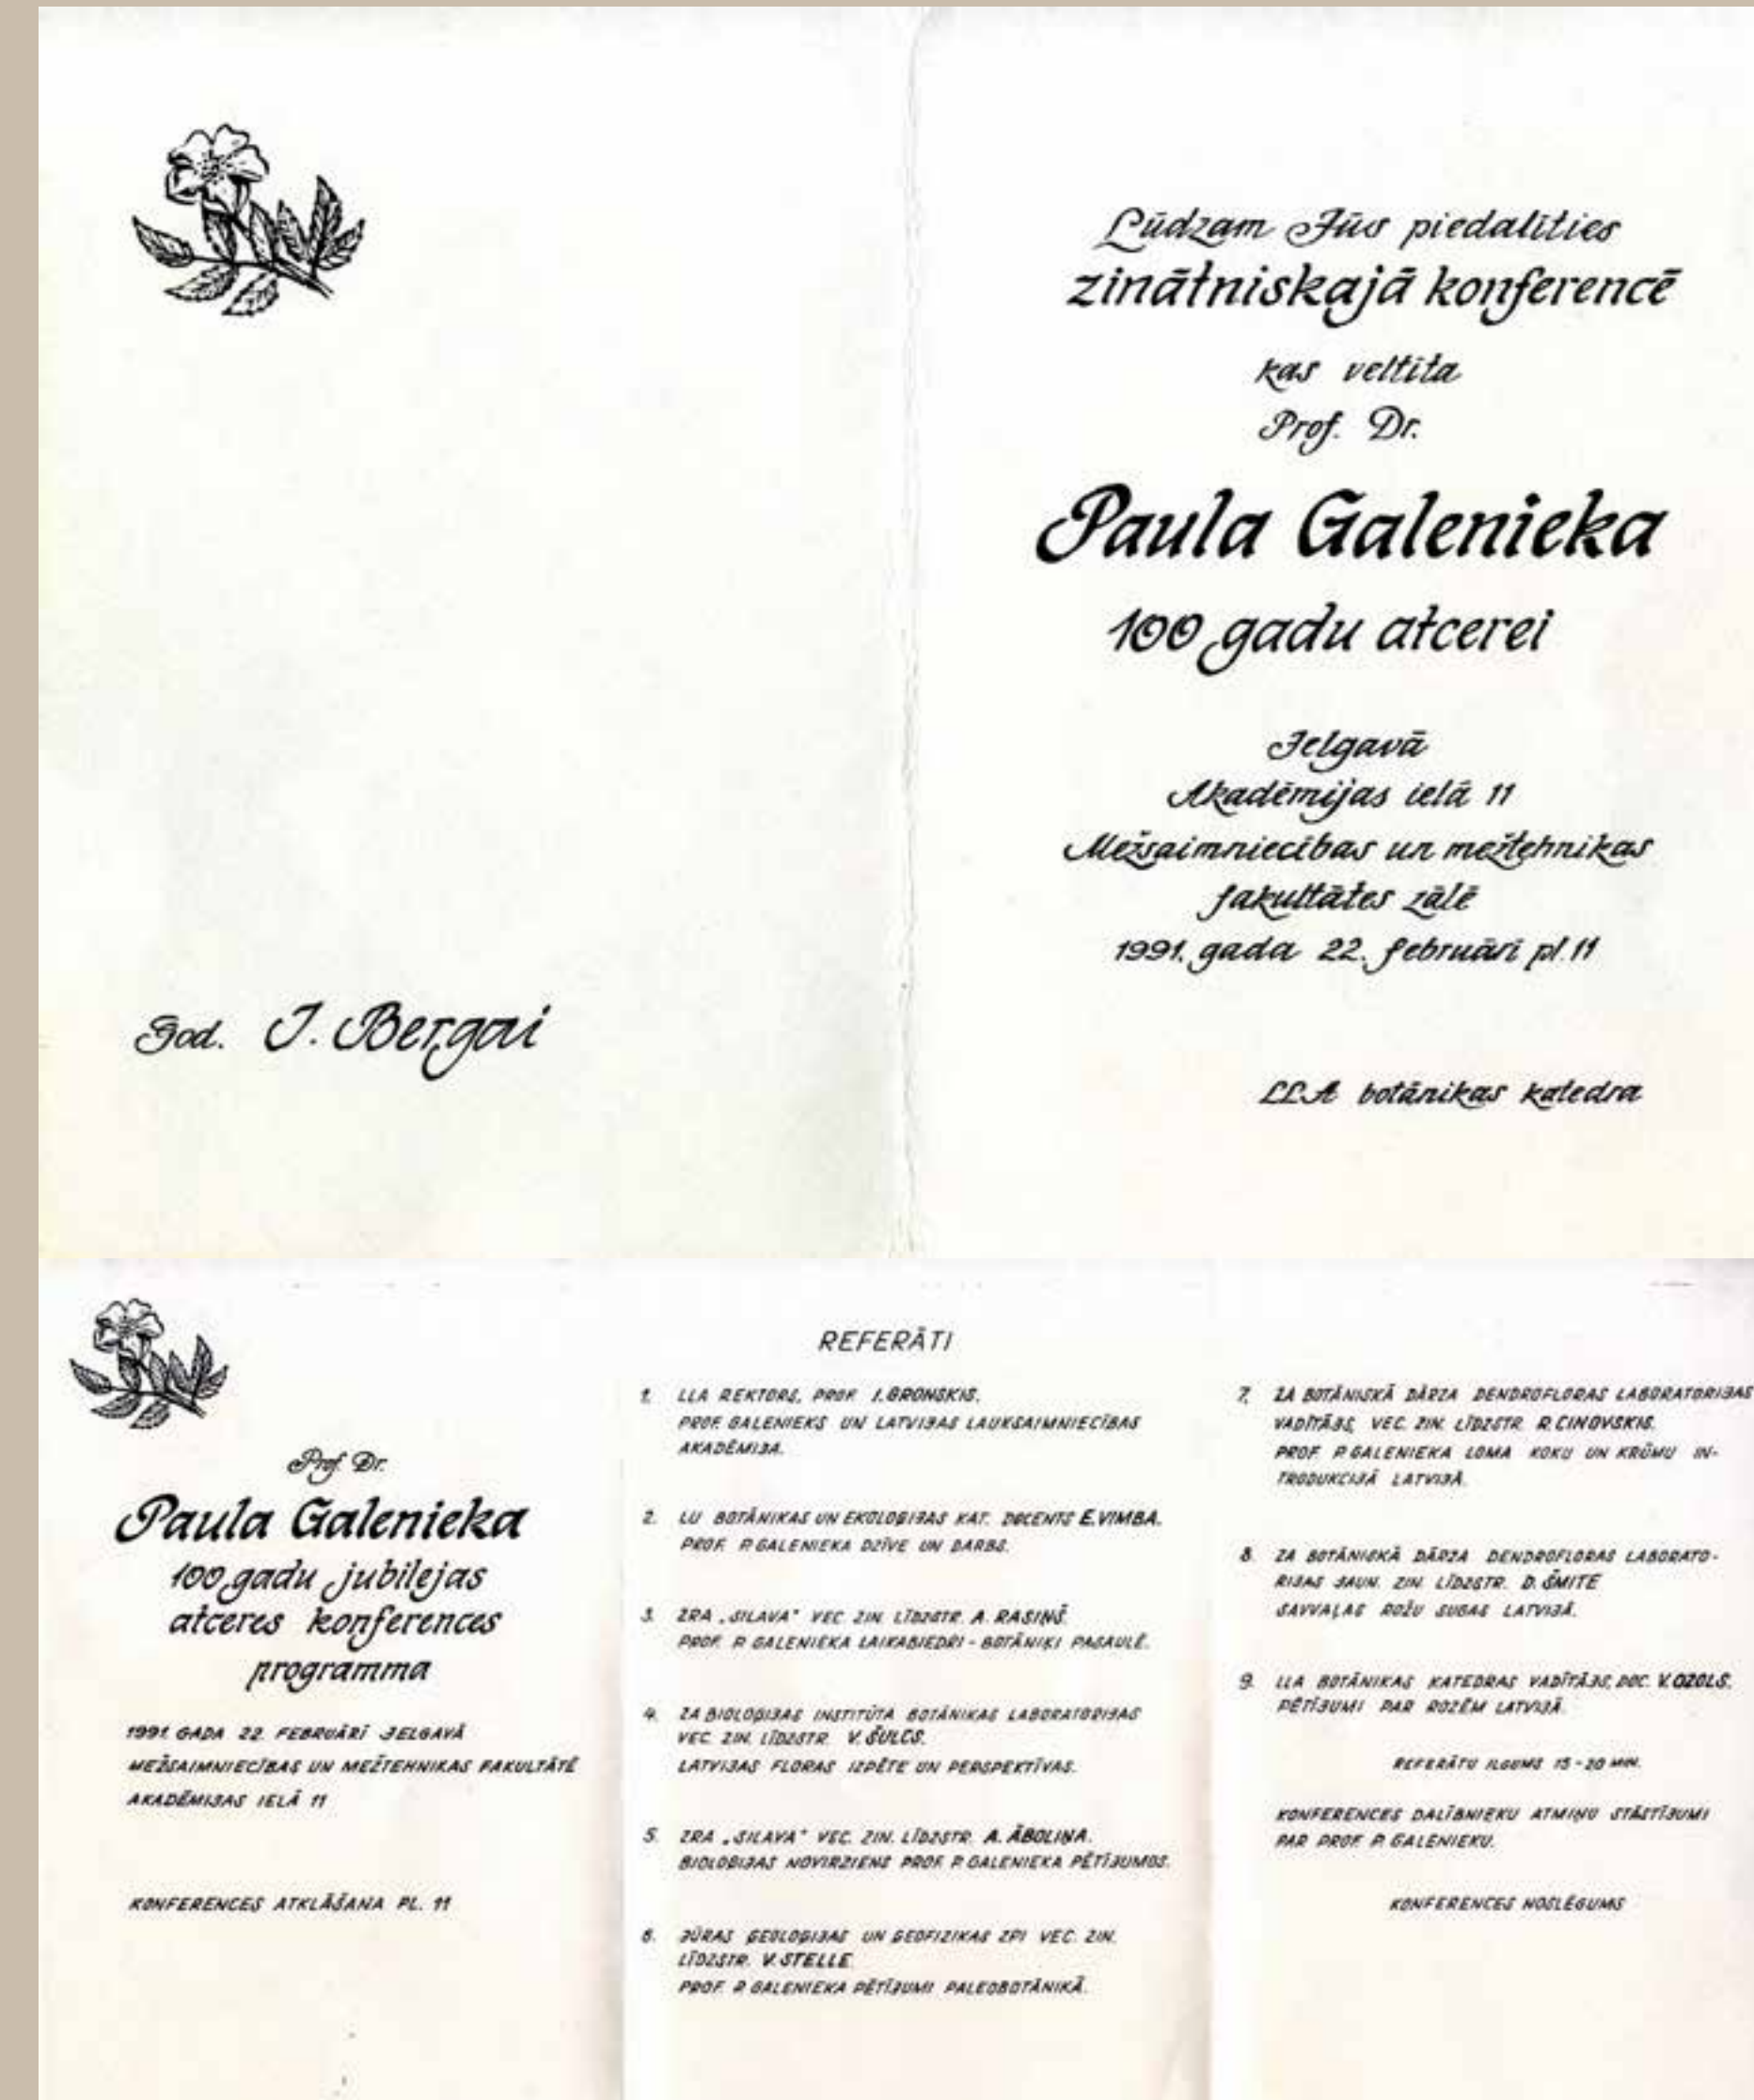 Lūdzam Jūs piedalīties
zinātniskajā konferencē
kas veltīta
Prof. Dr.
Paula Galenieka
100 gadu atcerei
Jelgavā
Akadēmijas ielā 11
Mežsaimniecības un mežtehnikas
fakultātes zālē
1991. gada 22. februārī pl. 11
God. I. Bergai
LLA botānikas katedra
Prof. Dr.
Paula Galenieka
100 gadu jubilejas
atceres konferences
programma
1991. GADA 22. FEBRUĀRĪ JELGAVĀ
MEŽSAIMNIECĪBAS UN MEŽTEHNIKAS FAKULTĀTĒ
AKADĒMIJAS IELĀ 11
KONFERENCES ATKLĀŠANA PL. 11
REFERĀTI
1. LLA REKTORS, PROF. I. GRONSKIS.
PROF. GALENIEKS UN LATVIJAS LAUKSAIMNIECĪBAS
AKADĒMIJA.
2. LU BOTĀNIKAS UN EKOLOĢIJAS KAT. DOCENTS E. VIMBA.
PROF. P. GALENIEKA DZĪVE UN DARBS.
3. ZRA „SILAVA" VEC. ZIN. LĪDZSTR. A. RASIŅŠ.
PROF. P. GALENIEKA LAIKABIEDRI - BOTĀNIĶI PASAULĒ.
4. ZA BIOLOĢIJAS INSTITŪTA BOTĀNIKAS LABORATORIJAS
VEC. ZIN. LĪDZSTR. V. ŠULCS.
LATVIJAS FLORAS IZPĒTE UN PERSPEKTĪVAS.
5. ZRA „SILAVA" VEC. ZIN. LĪDZSTR. A. ĀBOLIŅA.
BIOLOĢIJAS NOVIRZIENS PROF. P. GALENIEKA PĒTĪJUMOS.
6. JŪRAS ĢEOLOĢIJAS UN ĢEOFIZIKAS ZPI VEC. ZIN.
LĪDZSTR. V. STELLE
PROF. P. GALENIEKA PĒTĪJUMI PALEOBOTĀNIKĀ.
7. ZA BOTĀNISKĀ DĀRZA DENDROFLORAS LABORATORIJAS
VADĪTĀJS, VEC. ZIN. LĪDZSTR. R. CINOVSKIS.
PROF. P. GALENIEKA LOMA KOKU UN KRŪMU IN-
TRODUKCIJĀ LATVIJĀ.
8. ZA BOTĀNISKĀ DĀRZA DENDROFLORAS LABORATO-
RIJAS JAUN. ZIN. LĪDZSTR. D. ŠMITE
SAVVAĻAS ROŽU SUGAS LATVIJĀ.
9. LLA BOTĀNIKAS KATEDRAS VADĪTĀJS, DOC. V. OZOLS.
PĒTĪJUMI PAR ROZĒM LATVIJĀ.
REFERĀTU ILGUMS 15-20 MIN.
KONFERENCES DALĪBNIEKU ATMIŅU STĀSTĪJUMI
PAR PROF. P. GALENIEKU.
KONFERENCES NOSLĒGUMS